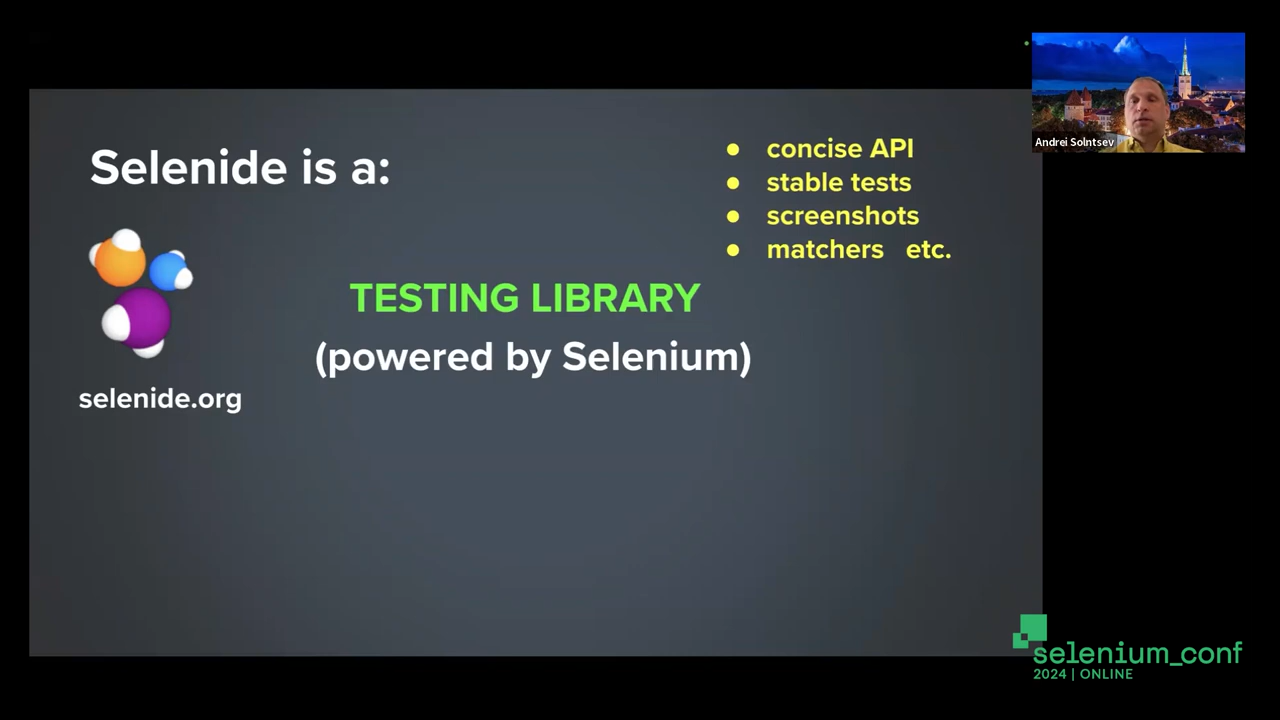 Selenide is a:
concise API
stable tests
screenshots
matchers etc.
TESTING LIBRARY
(powered by Selenium)
selenide.org
Andrei Solntsev
selenium_conf
2024 | ONLINE